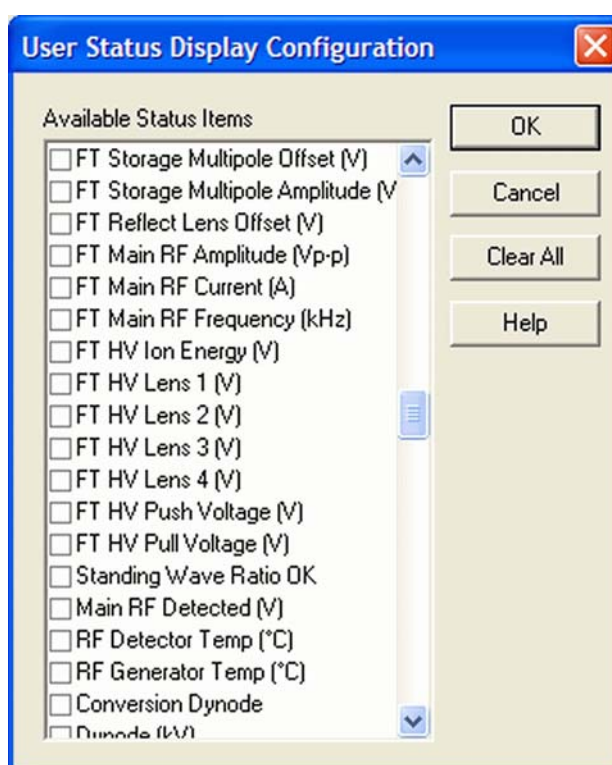 User Status Display Configuration
Available Status Items
FT Storage Multipole Offset (V)
FT Storage Multipole Amplitude (V
FT Reflect Lens Offset (V)
FT Main RF Amplitude (Vp-p)
FT Main RF Current (A)
FT Main RF Frequency (kHz)
FT HV Ion Energy (V)
FT HV Lens 1 (V)
FT HV Lens 2 (V)
FT HV Lens 3 (V)
FT HV Lens 4 (V)
FT HV Push Voltage (V)
FT HV Pull Voltage (V)
Standing Wave Ratio OK
Main RF Detected (V)
RF Detector Temp (°C)
RF Generator Temp (°C)
Conversion Dynode
Dynode (kV)
OK
Cancel
Clear All
Help